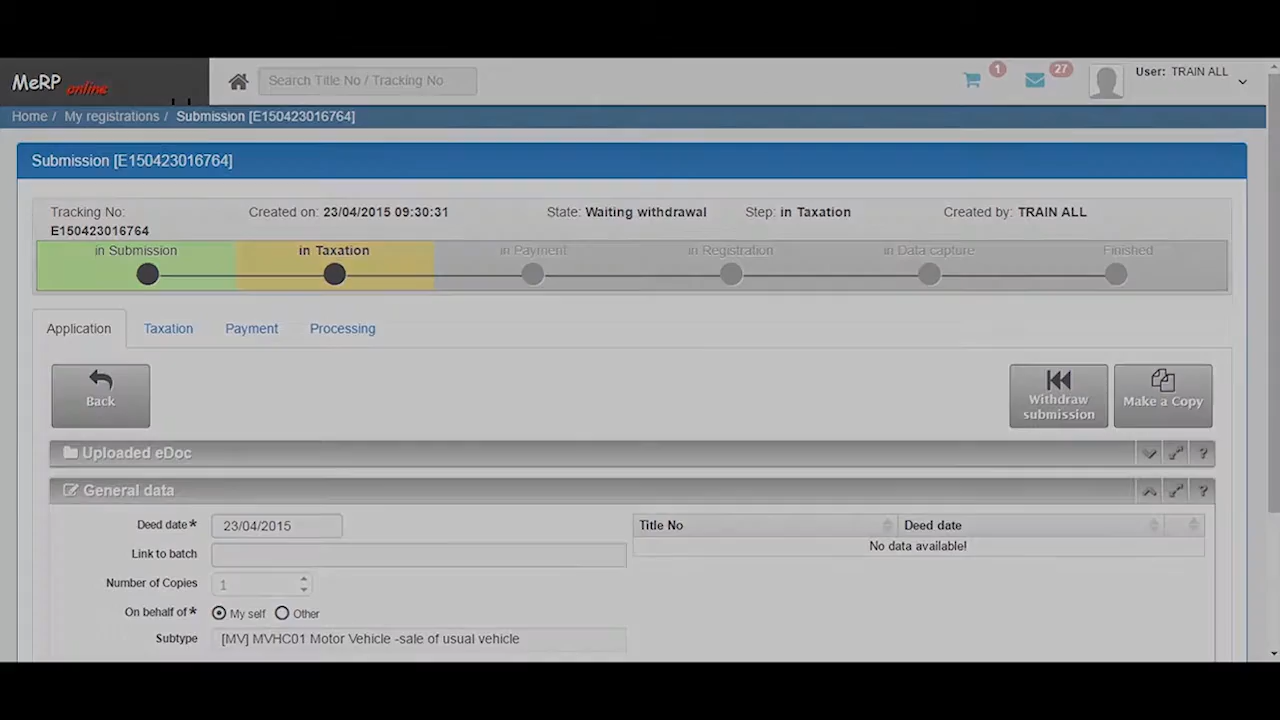 MeRP online
Search Title No / Tracking No
1
27
User: TRAIN ALL
Home / My registrations / Submission [E150423016764]
Submission [E150423016764]
Tracking No: Created on: 23/04/2015 09:30:31 State: Waiting withdrawal Step: in Taxation Created by: TRAIN ALL
E150423016764
in Submission in Taxation in Payment in Registration in Data capture Finished
Application Taxation Payment Processing
Back
Withdraw submission
Make a Copy
Uploaded eDoc ?
General data ?
Deed date* 23/04/2015
Title No Deed date
No data available!
Link to batch
Number of Copies 1
On behalf of* My self Other
Subtype [MV] MVHC01 Motor Vehicle -sale of usual vehicle